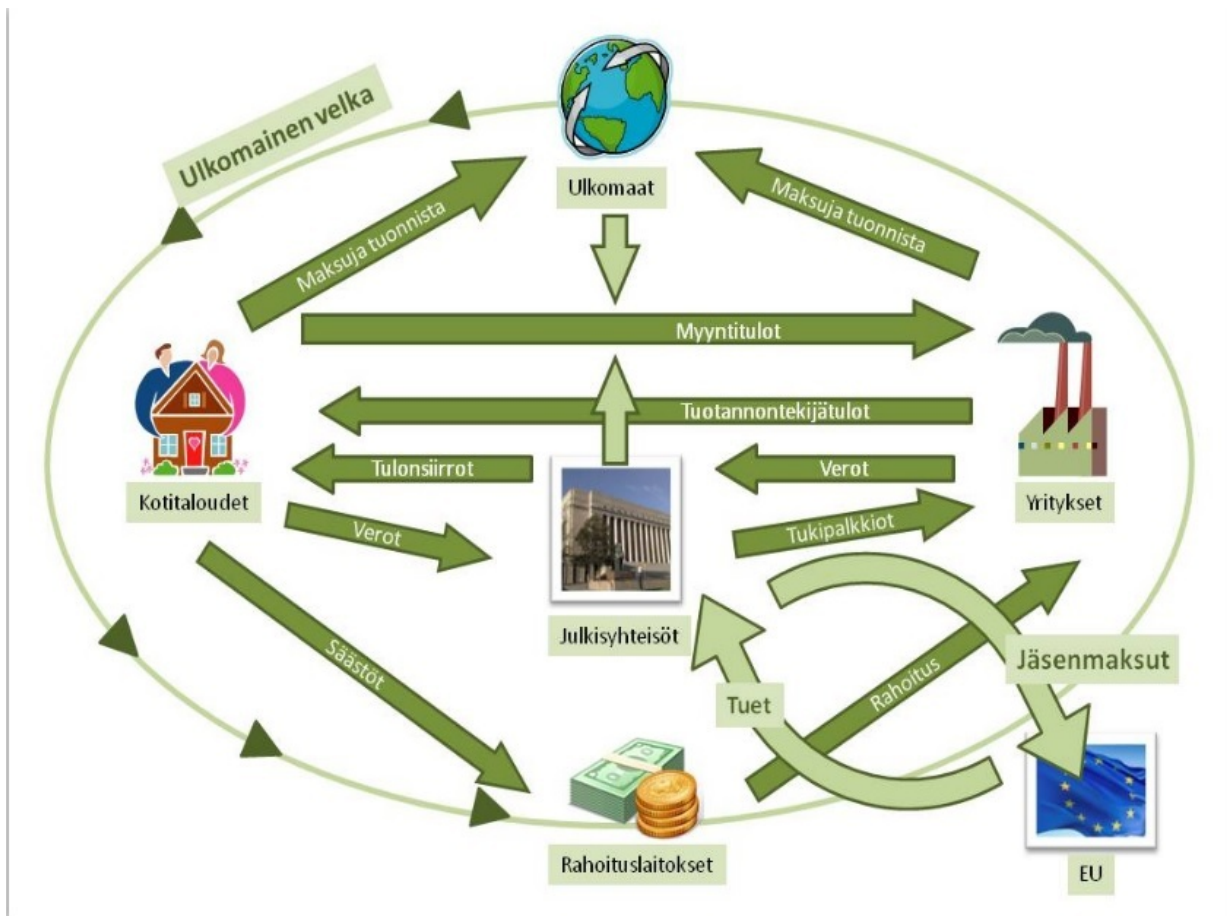 Ulkomainen velka
Ulkomaat
Maksuja tuonnista
Maksuja tuonnista
Myyntitulot
Tuotannontekijätulot
Tulonsiirrot
Verot
Kotitaloudet
Yritykset
Verot
Tukipalkkiot
Julkisyhteisöt
Säästöt
Jäsenmaksut
Rahoitus
Tuet
Rahoituslaitokset
EU